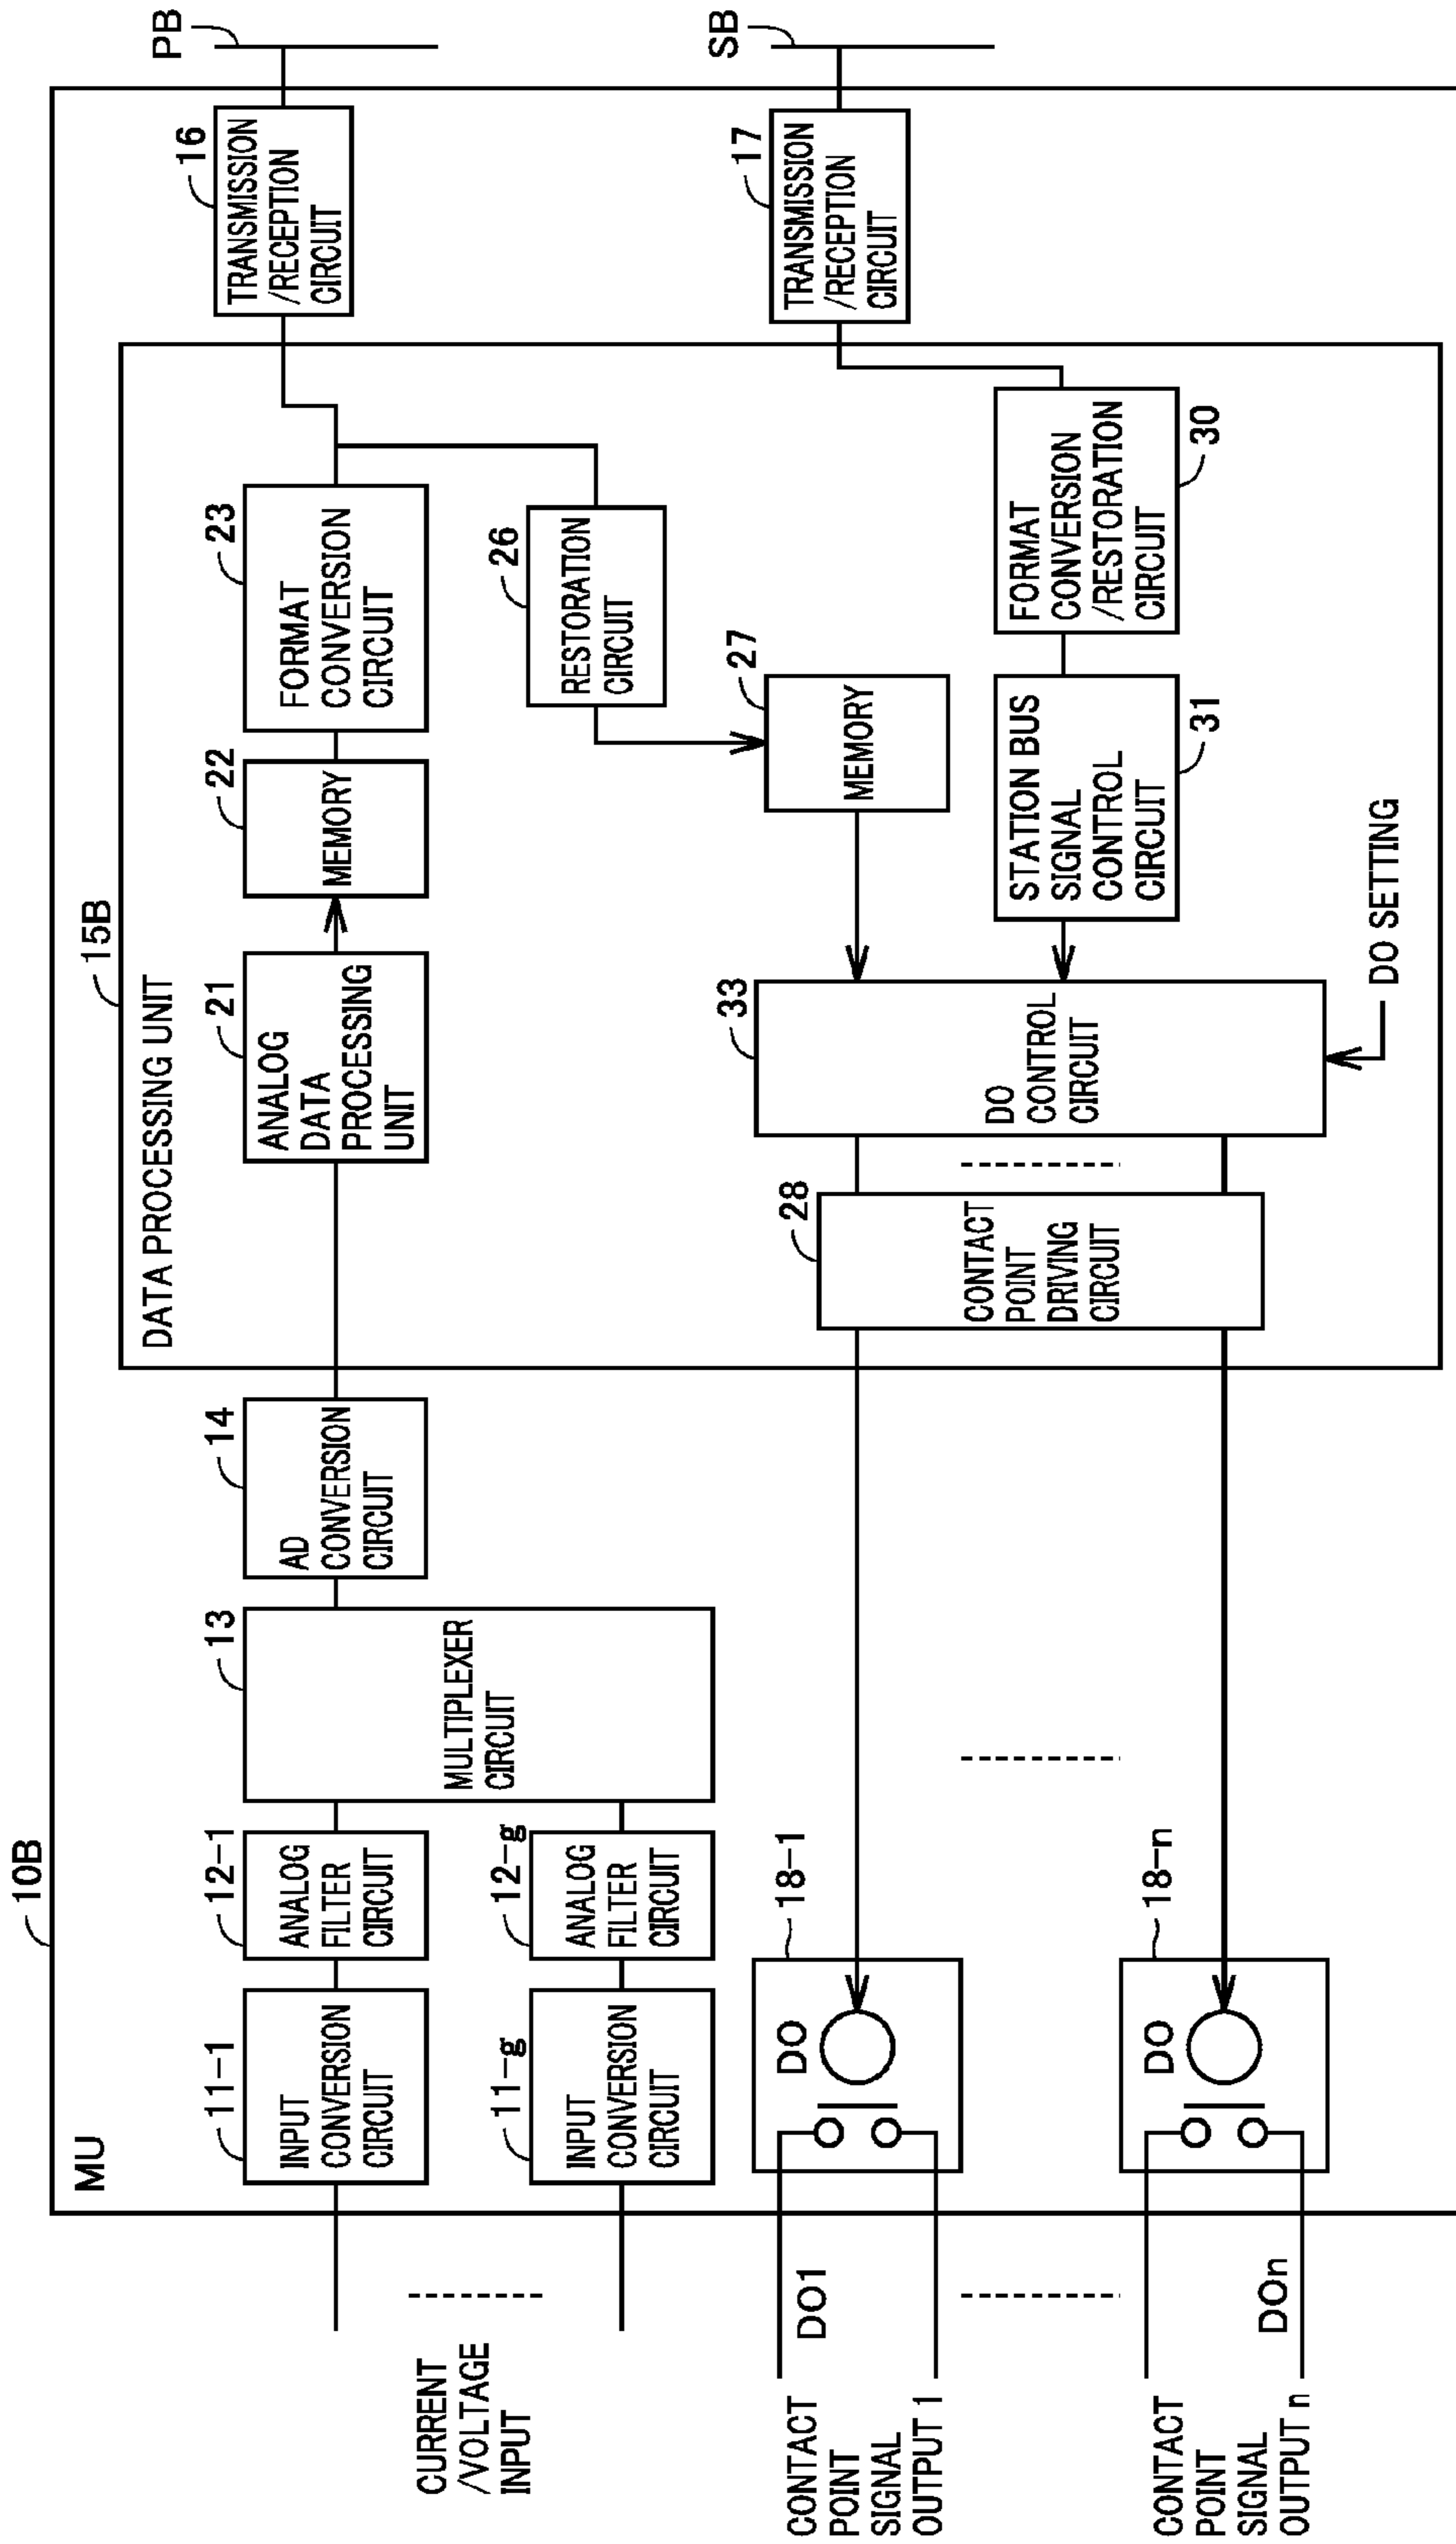 10B
MU
15B
DATA PROCESSING UNIT
CURRENT
/VOLTAGE
INPUT
11-1
INPUT
CONVERSION
CIRCUIT
12-1
ANALOG
FILTER
CIRCUIT
13
MULTIPLEXER
CIRCUIT
14
AD
CONVERSION
CIRCUIT
21
ANALOG
DATA
PROCESSING
UNIT
22
MEMORY
23
FORMAT
CONVERSION
CIRCUIT
16
TRANSMISSION
/RECEPTION
CIRCUIT
PB
11-g
INPUT
CONVERSION
CIRCUIT
12-g
ANALOG
FILTER
CIRCUIT
26
RESTORATION
CIRCUIT
27
MEMORY
17
TRANSMISSION
/RECEPTION
CIRCUIT
SB
CONTACT
POINT
SIGNAL
OUTPUT 1
DO1
18-1
DO
28
CONTACT
POINT
DRIVING
CIRCUIT
33
DO
CONTROL
CIRCUIT
STATION BUS
SIGNAL
CONTROL
CIRCUIT
31
FORMAT
CONVERSION
/RESTORATION
CIRCUIT
30
CONTACT
POINT
SIGNAL
OUTPUT n
DOn
18-n
DO
DO SETTING